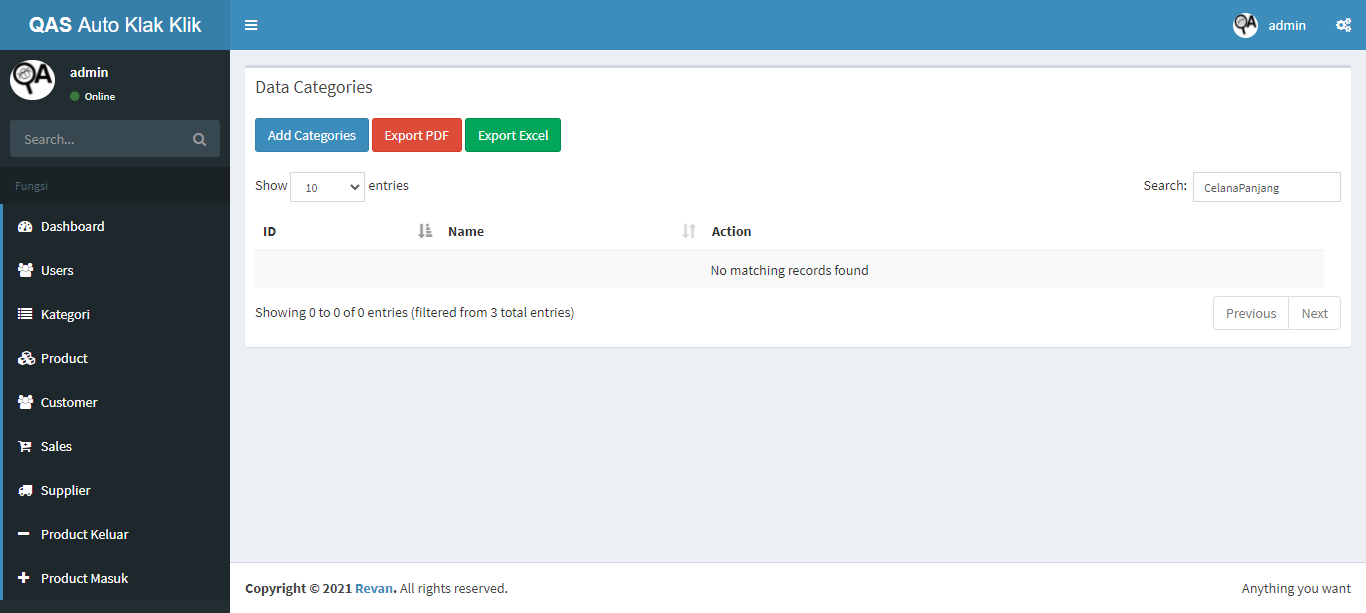 QAS Auto Klak Klik
admin
admin
Online
Search...
Fungsi
Dashboard
Users
Kategori
Product
Customer
Sales
Supplier
Product Keluar
Product Masuk
Data Categories
Add Categories Export PDF Export Excel
Show 10 entries Search: CelanaPanjang
ID Name Action
No matching records found
Showing 0 to 0 of 0 entries (filtered from 3 total entries) Previous Next
Copyright © 2021 Revan. All rights reserved. Anything you want